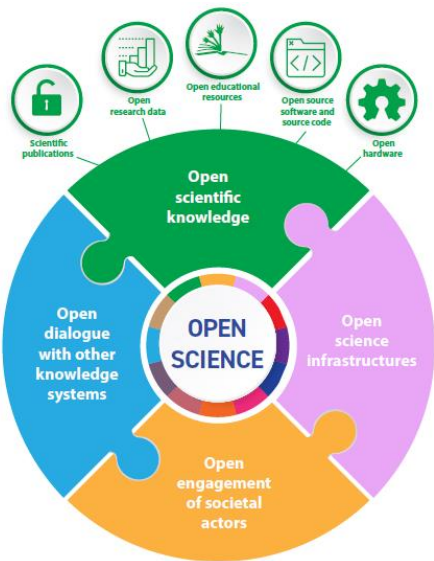 Scientific
publications
Open
research data
Open educational
resources
</>
Open source
software and
source code
Open
hardware
Open
scientific
knowledge
Open
dialogue
with other
knowledge
systems
OPEN
SCIENCE
Open
science
infrastructures
Open
engagement
of societal
actors